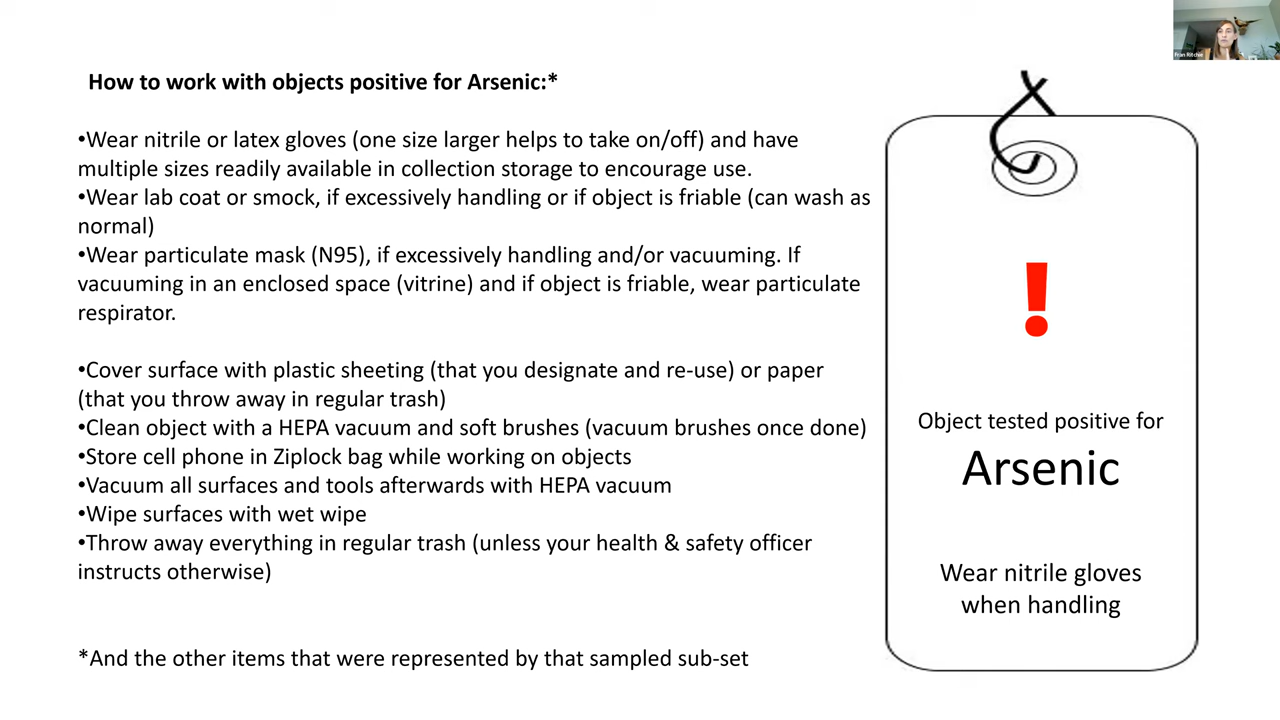 Fran Ritchie
How to work with objects positive for Arsenic:*
•Wear nitrile or latex gloves (one size larger helps to take on/off) and have
multiple sizes readily available in collection storage to encourage use.
•Wear lab coat or smock, if excessively handling or if object is friable (can wash as
normal)
•Wear particulate mask (N95), if excessively handling and/or vacuuming. If
vacuuming in an enclosed space (vitrine) and if object is friable, wear particulate
respirator.
•Cover surface with plastic sheeting (that you designate and re-use) or paper
(that you throw away in regular trash)
•Clean object with a HEPA vacuum and soft brushes (vacuum brushes once done)
•Store cell phone in Ziplock bag while working on objects
•Vacuum all surfaces and tools afterwards with HEPA vacuum
•Wipe surfaces with wet wipe
•Throw away everything in regular trash (unless your health & safety officer
instructs otherwise)
*And the other items that were represented by that sampled sub-set
!
Object tested positive for
Arsenic
Wear nitrile gloves
when handling